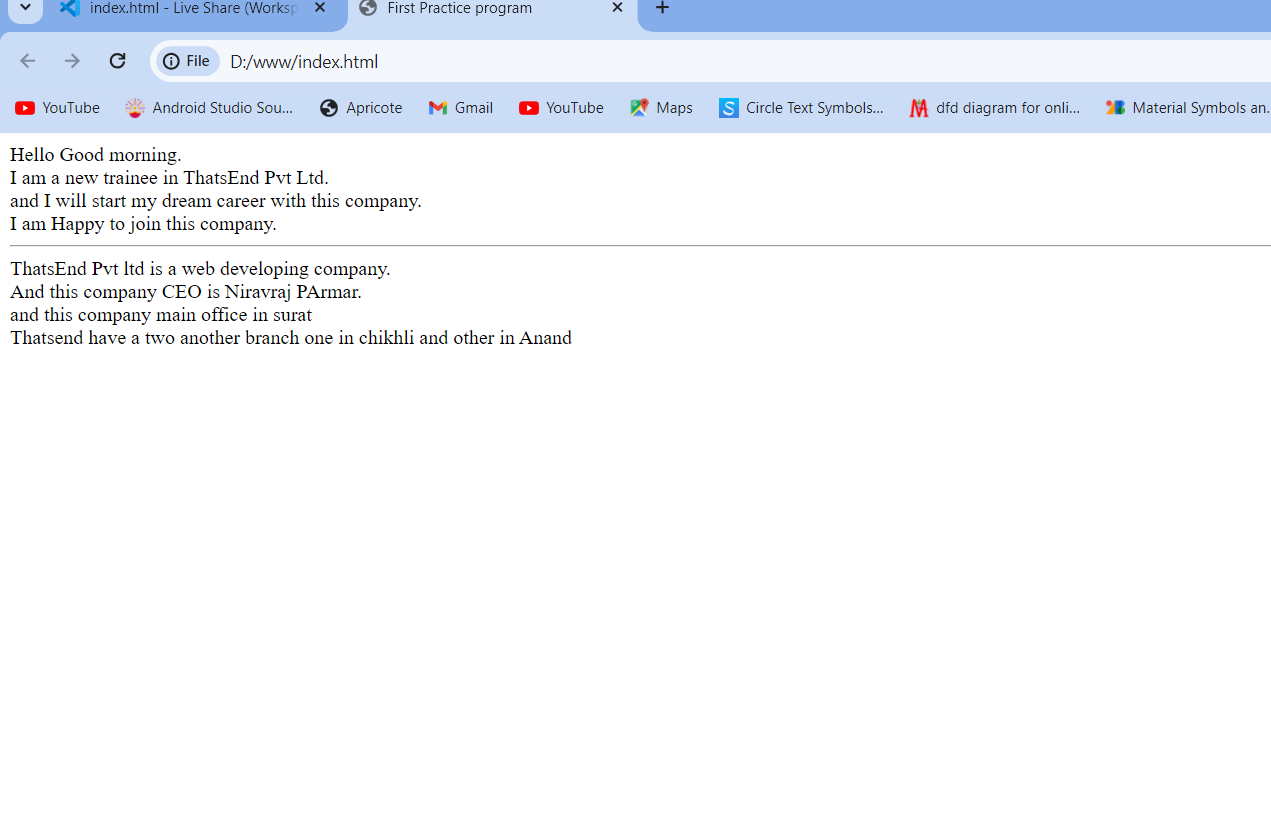 index.html - Live Share (Worksp
First Practice program
File D:/www/index.html
YouTube Android Studio Sou... Apricote Gmail YouTube Maps Circle Text Symbols... dfd diagram for onli... Material Symbols an.
Hello Good morning.
I am a new trainee in ThatsEnd Pvt Ltd.
and I will start my dream career with this company.
I am Happy to join this company.
ThatsEnd Pvt ltd is a web developing company.
And this company CEO is Niravraj PArmar.
and this company main office in surat
Thatsend have a two another branch one in chikhli and other in Anand